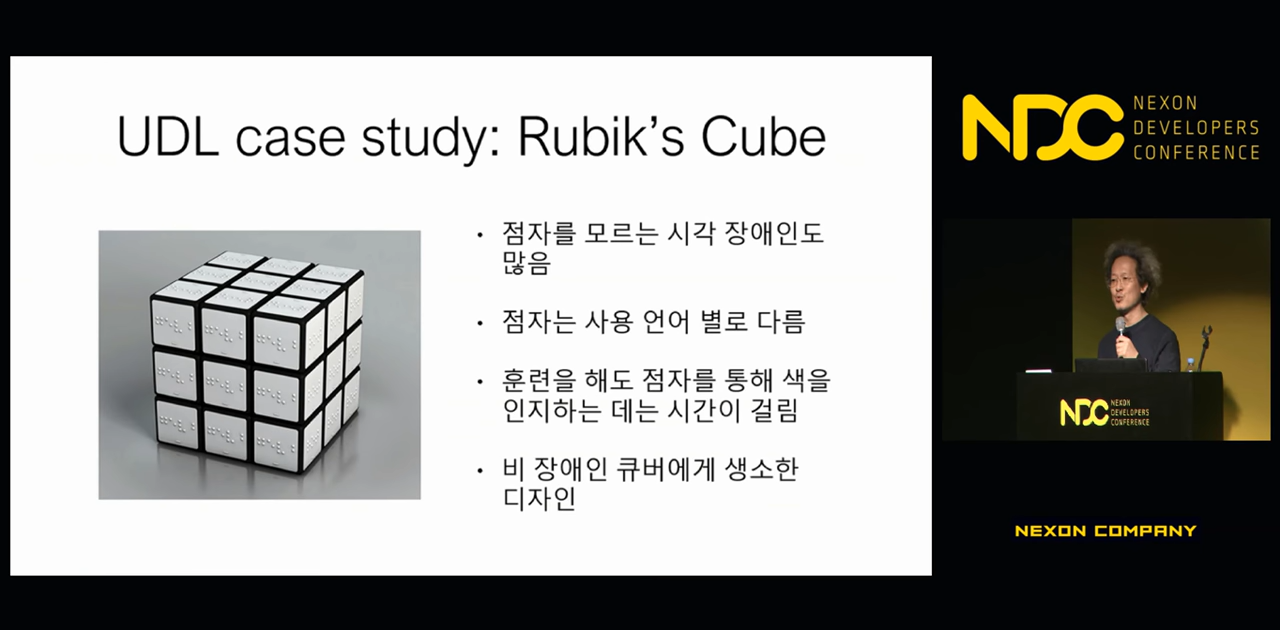 UDL case study: Rubik's Cube
• 점자를 모르는 시각 장애인도
많음
• 점자는 사용 언어 별로 다름
• 훈련을 해도 점자를 통해 색을
인지하는 데는 시간이 걸림
• 비 장애인 큐버에게 생소한
디자인
NDC NEXON
DEVELOPERS
CONFERENCE
NDC NEXON
DEVELOPERS
CONFERENCE
NEXON COMPANY